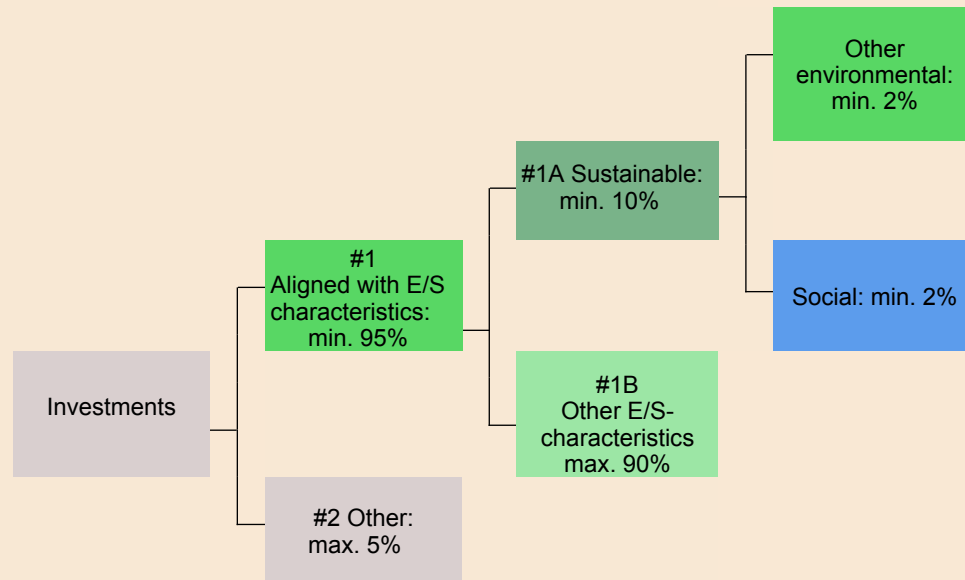 Other
environmental:
min. 2%
#1A Sustainable:
min. 10%
#1
Aligned with E/S
characteristics:
min. 95%
Social: min. 2%
Investments
#1B
Other E/S-
characteristics
max. 90%
#2 Other:
max. 5%